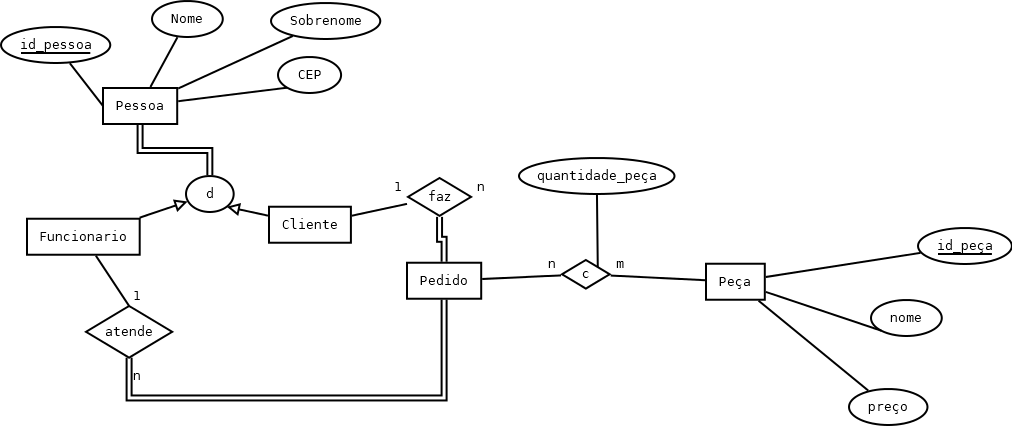 Nome
Sobrenome
id_pessoa
CEP
Pessoa
quantidade_peça
1
n
d
faz
Cliente
Funcionario
id_peça
n
m
c
Pedido
Peça
1
nome
atende
n
preço